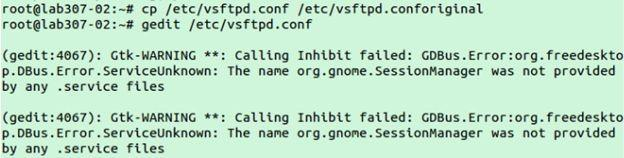 root@lab307-02:~# cp /etc/vsftpd.conf /etc/vsftpd.conforiginal
root@lab307-02:~# gedit /etc/vsftpd.conf
(gedit:4067): Gtk-WARNING **: Calling Inhibit failed: GDBus.Error:org.freedeskto
p.DBus.Error.ServiceUnknown: The name org.gnome.SessionManager was not provided
by any .service files
(gedit:4067): Gtk-WARNING **: Calling Inhibit failed: GDBus.Error:org.freedeskto
p.DBus.Error.ServiceUnknown: The name org.gnome.SessionManager was not provided
by any .service files